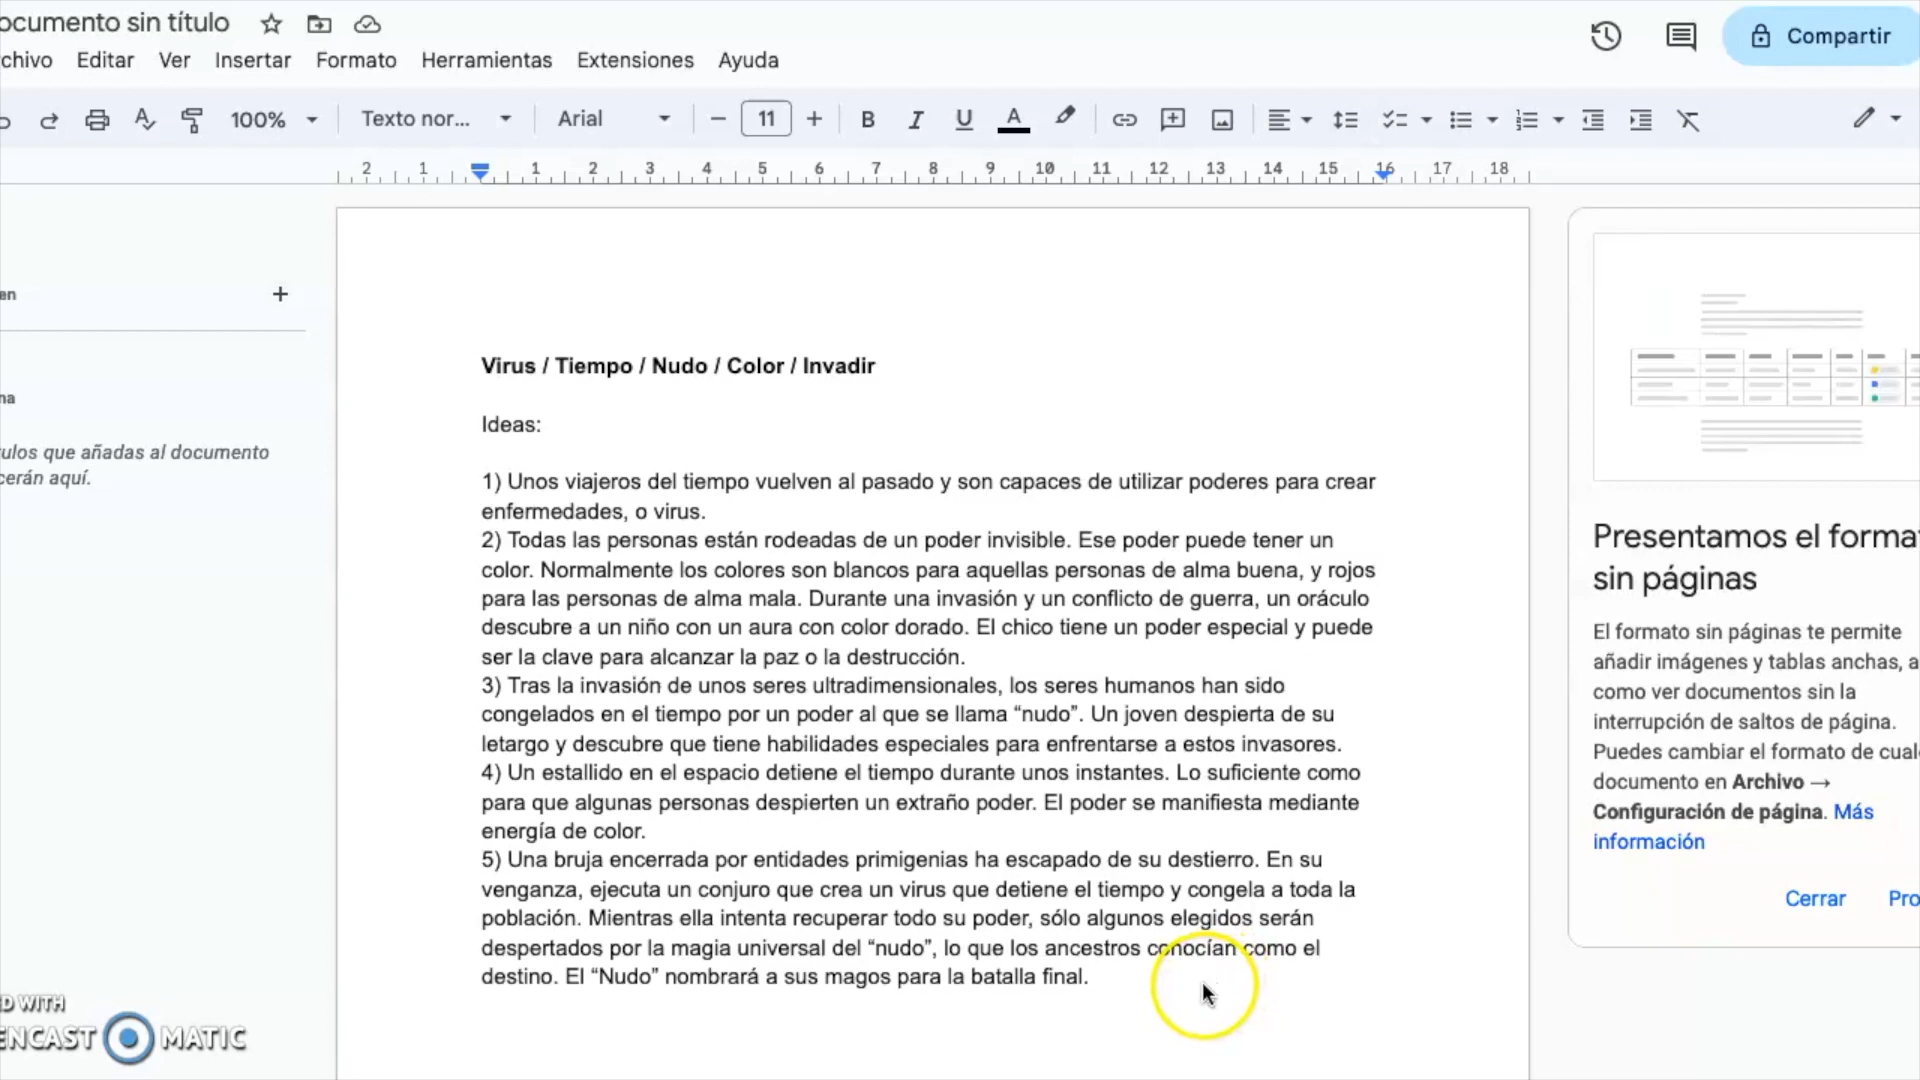 ocumento sin título
chivo Editar Ver Insertar Formato Herramientas Extensiones Ayuda
Compartir
100% Texto nor... Arial 11
2 1 1 2 3 4 5 6 7 8 9 10 11 12 13 14 15 16 17 18
en
na
ulos que añadas al documento
cerán aquí.
Virus / Tiempo / Nudo / Color / Invadir
Ideas:
1) Unos viajeros del tiempo vuelven al pasado y son capaces de utilizar poderes para crear
enfermedades, o virus.
2) Todas las personas están rodeadas de un poder invisible. Ese poder puede tener un
color. Normalmente los colores son blancos para aquellas personas de alma buena, y rojos
para las personas de alma mala. Durante una invasión y un conflicto de guerra, un oráculo
descubre a un niño con un aura con color dorado. El chico tiene un poder especial y puede
ser la clave para alcanzar la paz o la destrucción.
3) Tras la invasión de unos seres ultradimensionales, los seres humanos han sido
congelados en el tiempo por un poder al que se llama “nudo”. Un joven despierta de su
letargo y descubre que tiene habilidades especiales para enfrentarse a estos invasores.
4) Un estallido en el espacio detiene el tiempo durante unos instantes. Lo suficiente como
para que algunas personas despierten un extraño poder. El poder se manifiesta mediante
energía de color.
5) Una bruja encerrada por entidades primigenias ha escapado de su destierro. En su
venganza, ejecuta un conjuro que crea un virus que detiene el tiempo y congela a toda la
población. Mientras ella intenta recuperar todo su poder, sólo algunos elegidos serán
despertados por la magia universal del “nudo”, lo que los ancestros conocían como el
destino. El “Nudo” nombrará a sus magos para la batalla final.
Presentamos el forma
sin páginas
El formato sin páginas te permite
añadir imágenes y tablas anchas, a
como ver documentos sin la
interrupción de saltos de página.
Puedes cambiar el formato de cual
documento en Archivo →
Configuración de página. Más
información
Cerrar Pro
D WITH
ENCAST MATIC